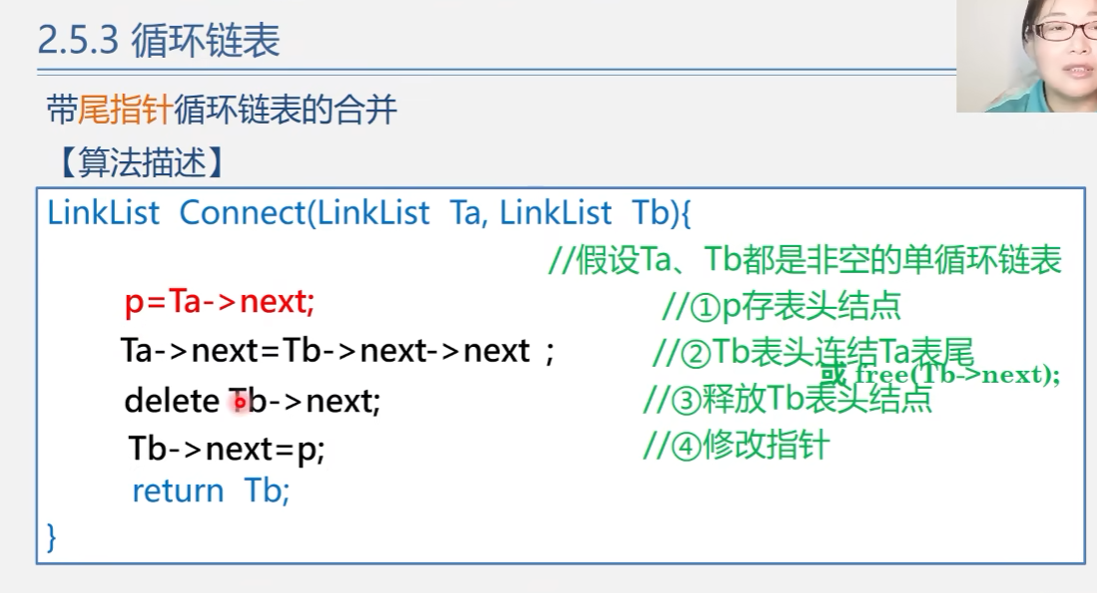 2.5.3 循环链表
带尾指针循环链表的合并
【算法描述】
LinkList Connect(LinkList Ta, LinkList Tb){
//假设Ta、Tb都是非空的单循环链表
p=Ta->next; //①p存表头结点
Ta->next=Tb->next->next ; //②Tb表头连结Ta表尾
或 free(Tb->next);
delete Tb->next; //③释放Tb表头结点
Tb->next=p; //④修改指针
return Tb;
}